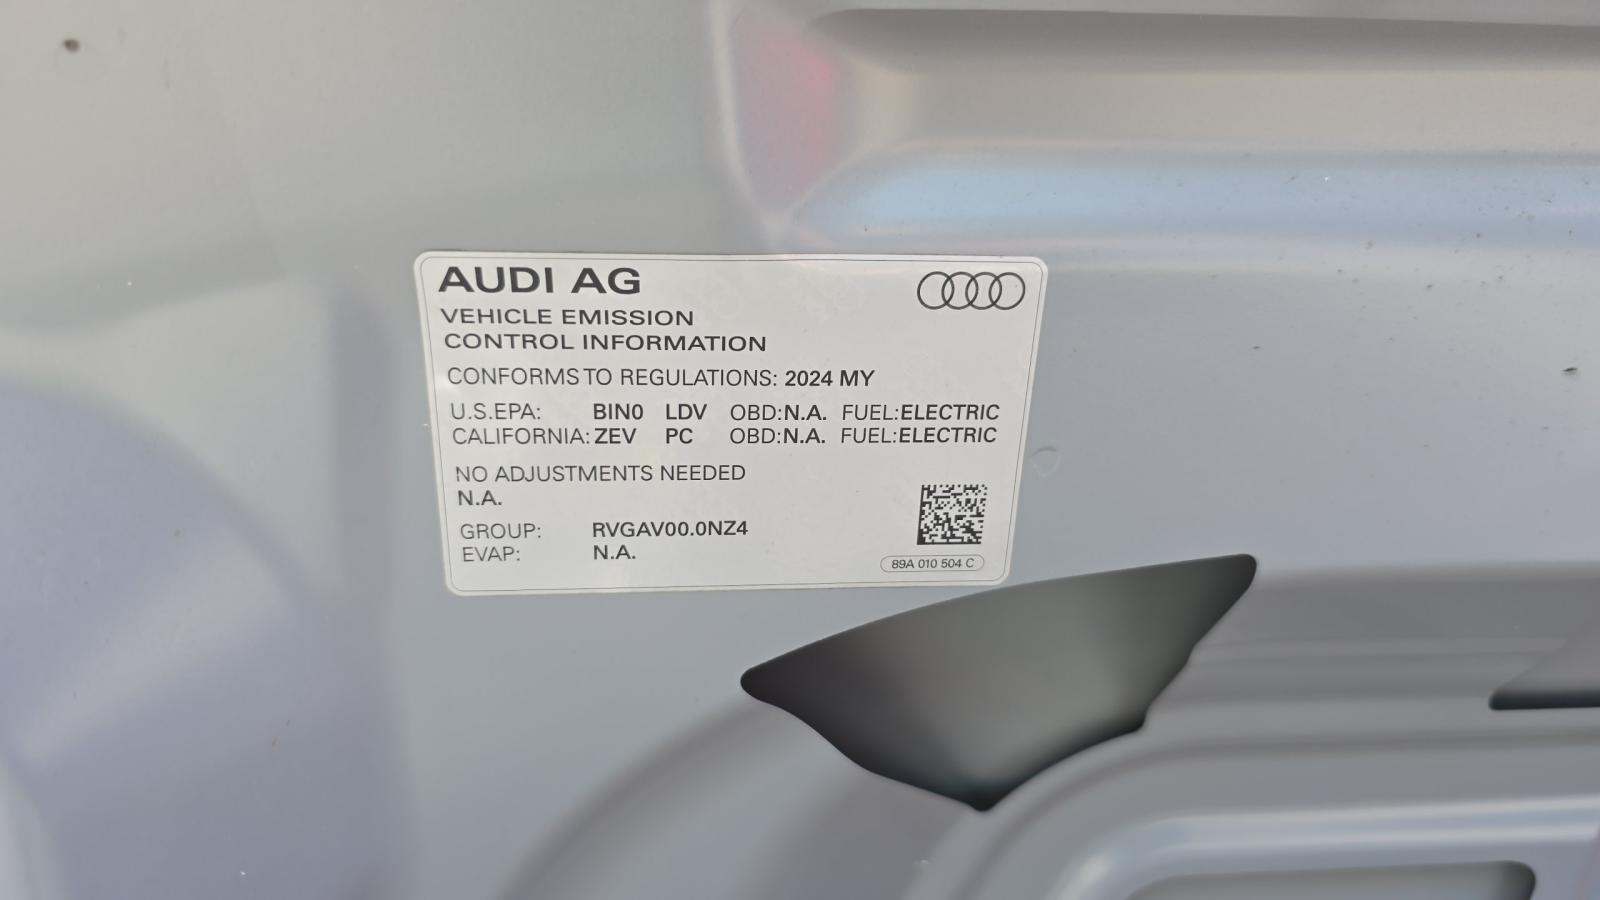 AUDI AG
VEHICLE EMISSION
CONTROL INFORMATION
CONFORMS TO REGULATIONS: 2024 MY
U.S.EPA: BIN0 LDV OBD:N.A. FUEL:ELECTRIC
CALIFORNIA: ZEV PC OBD:N.A. FUEL:ELECTRIC
NO ADJUSTMENTS NEEDED
N.A.
GROUP: RVGAV00.0NZ4
EVAP: N.A.
89A 010 504 C